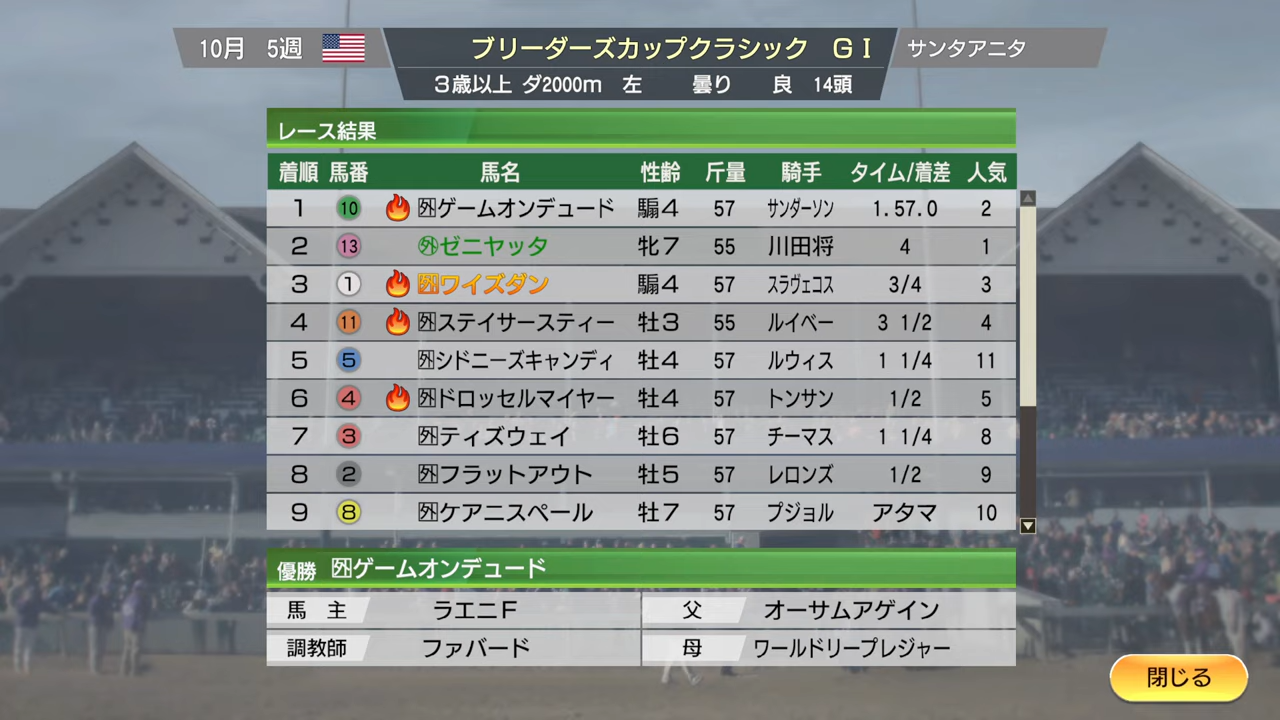 10月 5週 ブリーダーズカップクラシック GⅠ サンタアニタ
3歳以上 ダ2000m 左 曇り 良 14頭
レース結果
着順 馬番 馬名 性齢 斤量 騎手 タイム/着差 人気
1 10 外ゲームオンデュード 騸4 57 サンダーソン 1.57.0 2
2 13 外ゼニヤッタ 牝7 55 川田将 4 1
3 1 外ワイズダン 騸4 57 スラヴェコス 3/4 3
4 11 外ステイサースティー 牡3 55 ルイベー 3 1/2 4
5 5 外シドニーズキャンディ 牡4 57 ルウィス 1 1/4 11
6 4 外ドロッセルマイヤー 牡4 57 トンサン 1/2 5
7 3 外ティズウェイ 牡6 57 チーマス 1 1/4 8
8 2 外フラットアウト 牡5 57 レロンズ 1/2 9
9 8 外ケアニスペール 牡7 57 プジョル アタマ 10
優勝 外ゲームオンデュード
馬主 ラエニF 父 オーサムアゲイン
調教師 ファバード 母 ワールドリープレジャー
閉じる